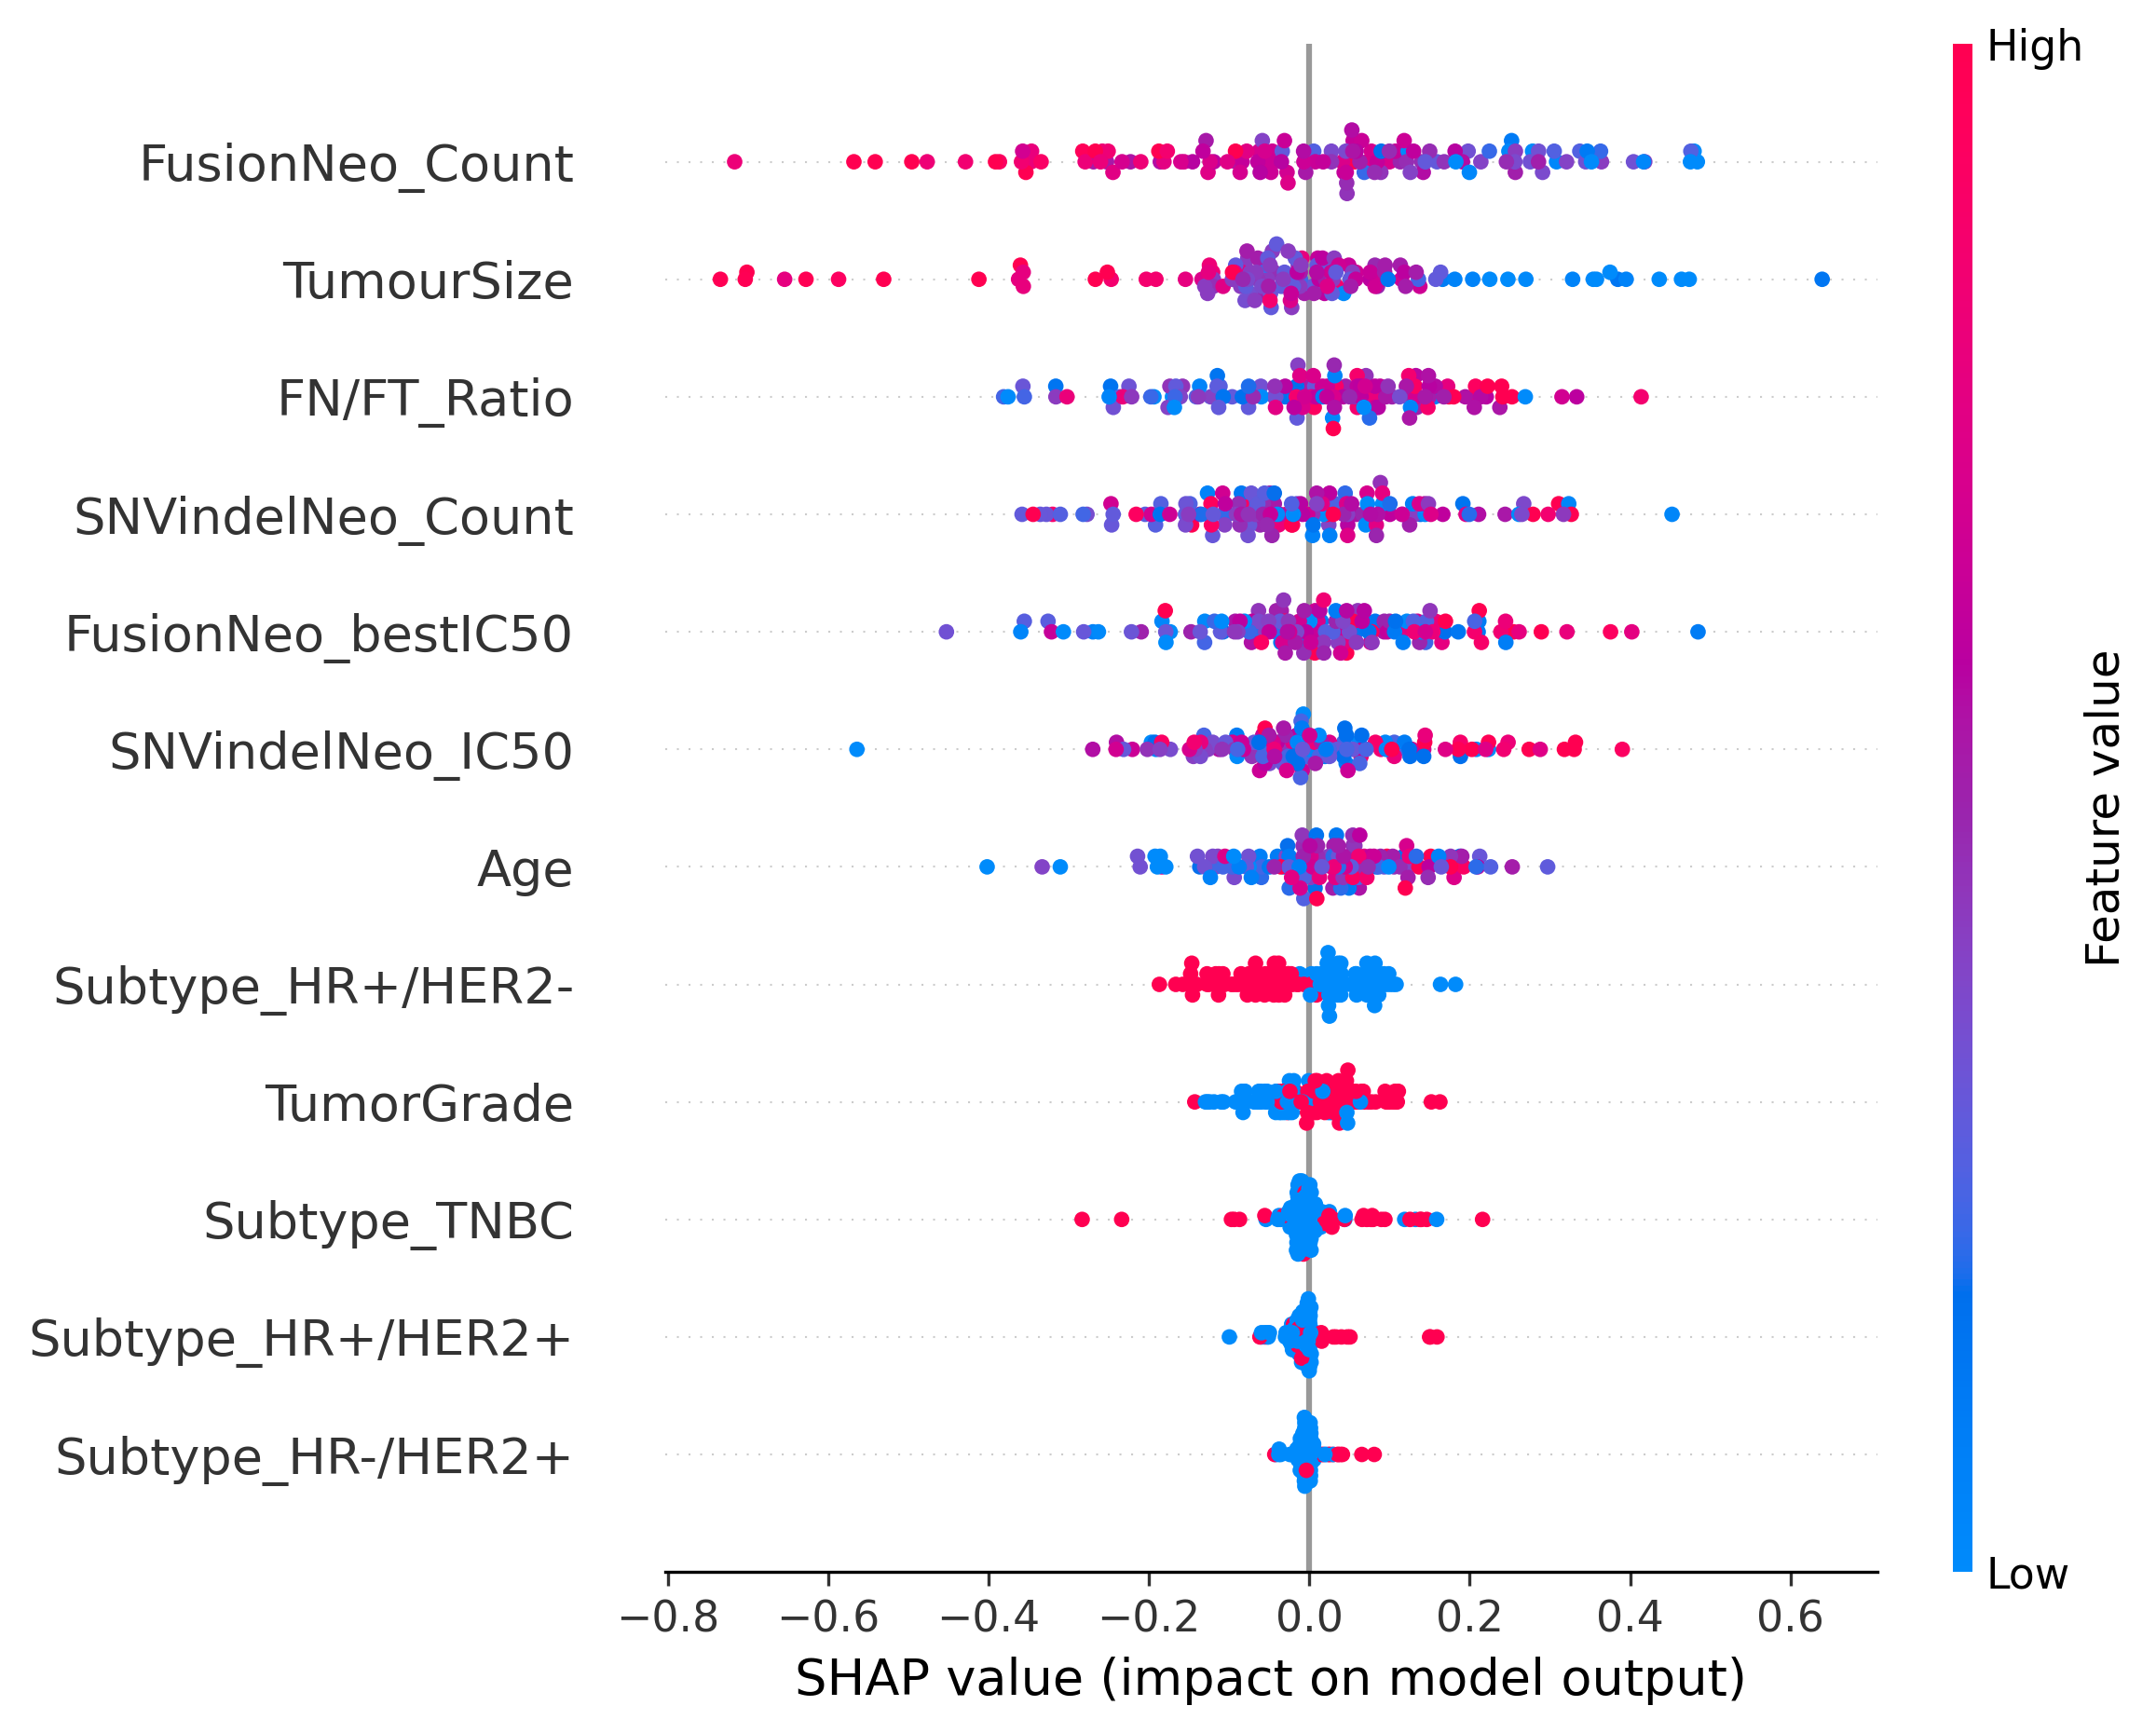 High
FusionNeo_Count
TumourSize
FN/FT_Ratio
SNVindelNeo_Count
FusionNeo_bestIC50
SNVindelNeo_IC50
Age
Subtype_HR+/HER2-
TumorGrade
Subtype_TNBC
Subtype_HR+/HER2+
Subtype_HR-/HER2+
Feature value
Low
−0.8 −0.6 −0.4 −0.2 0.0 0.2 0.4 0.6
SHAP value (impact on model output)